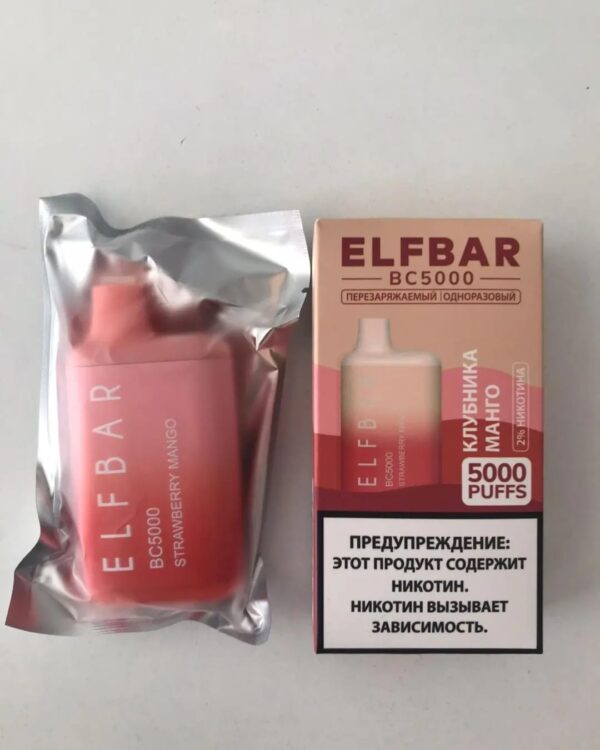 ELFBAR
BC5000
STRAWBERRY MANGO
ELFBAR
BC5000
ПЕРЕЗАРЯЖАЕМЫЙ | ОДНОРАЗОВЫЙ
ELFBAR
BC5000
STRAWBERRY
КЛУБНИКА
МАНГО
2% НИКОТИНА
5000
PUFFS
ПРЕДУПРЕЖДЕНИЕ:
ЭТОТ ПРОДУКТ СОДЕРЖИТ
НИКОТИН.
НИКОТИН ВЫЗЫВАЕТ
ЗАВИСИМОСТЬ.